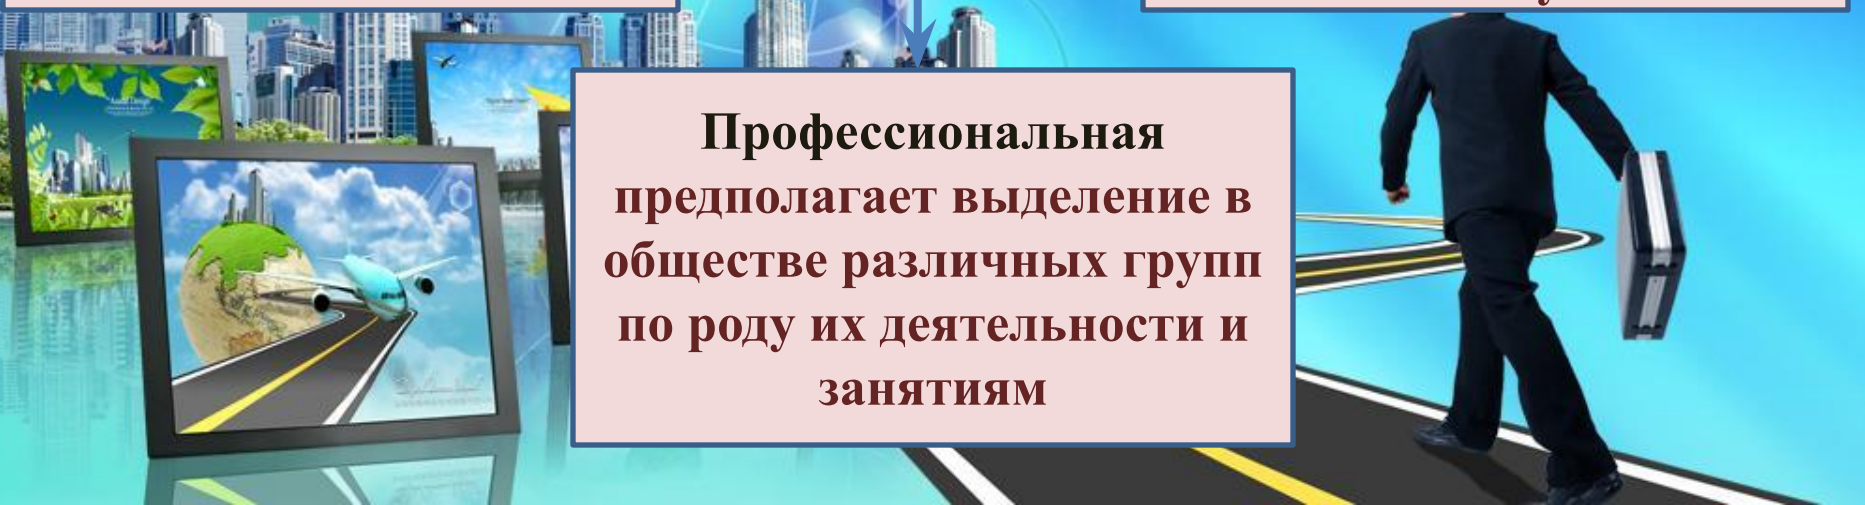 Профессиональная
предполагает выделение в
обществе различных групп
по роду их деятельности и
занятиям